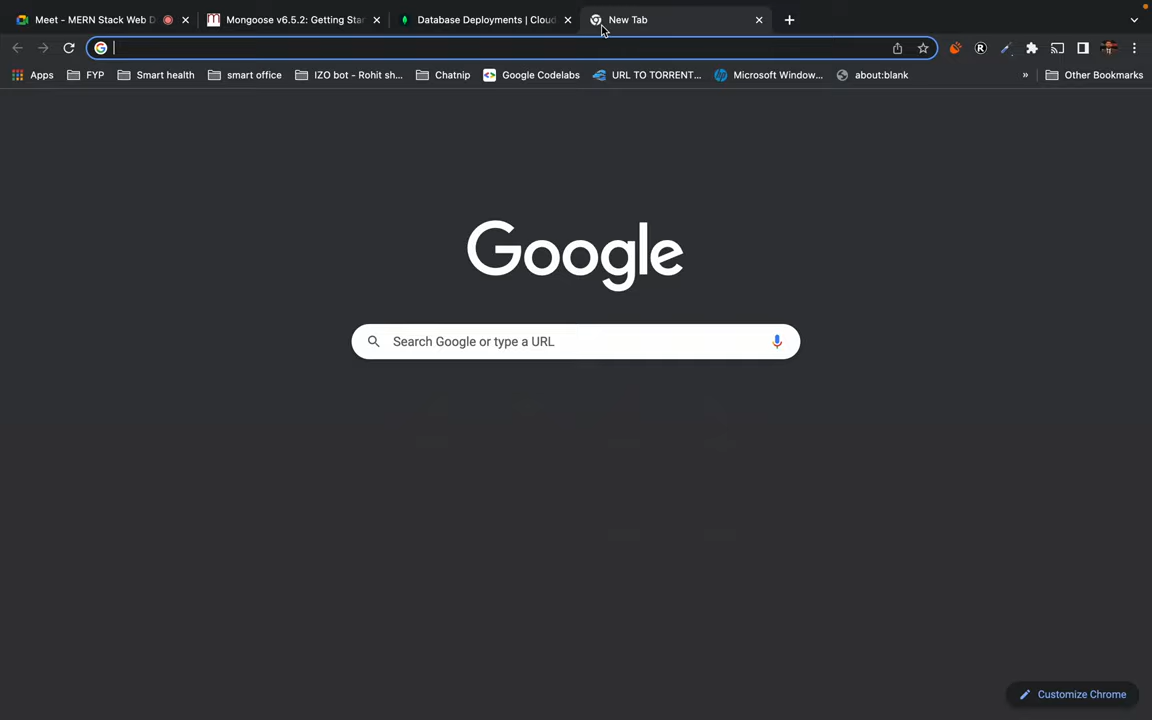 Meet - MERN Stack Web D
Mongoose v6.5.2: Getting Star
Database Deployments | Cloud
New Tab
Apps
FYP
Smart health
smart office
IZO bot - Rohit sh...
Chatnip
Google Codelabs
URL TO TORRENT...
Microsoft Window...
about:blank
»
Other Bookmarks
Google
Search Google or type a URL
Customize Chrome